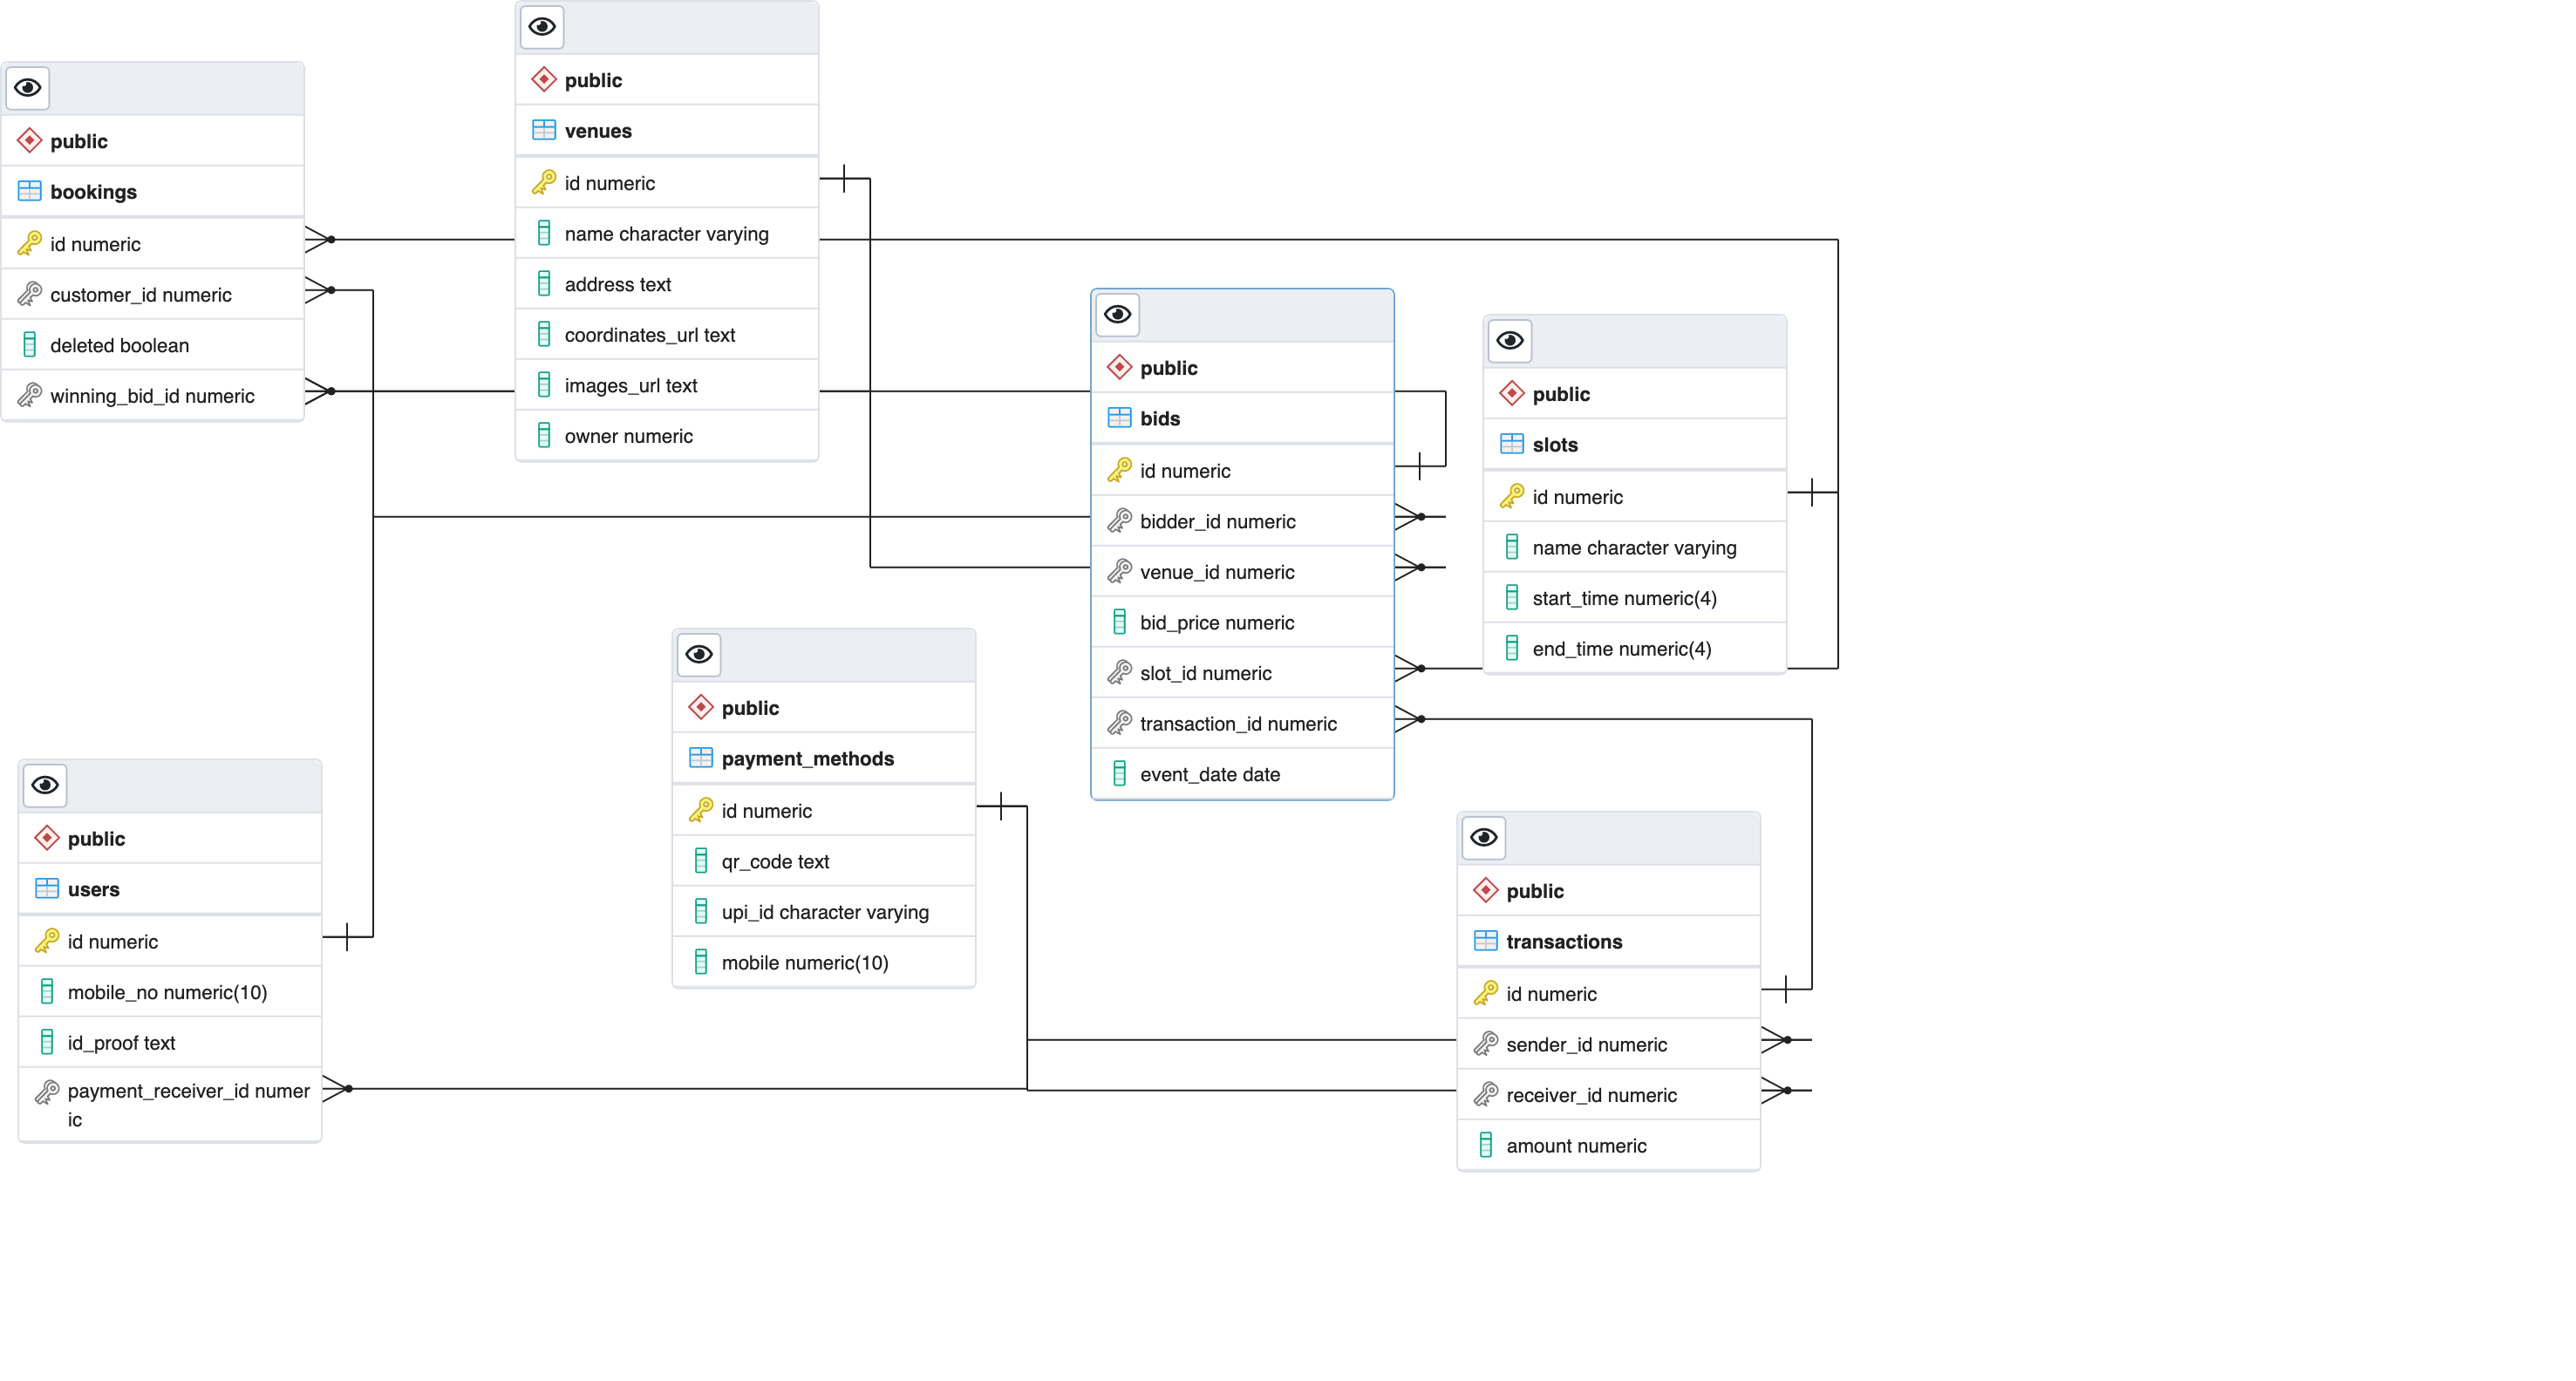 public
bookings
id numeric
customer_id numeric
deleted boolean
winning_bid_id numeric
public
venues
id numeric
name character varying
address text
coordinates_url text
images_url text
owner numeric
public
bids
id numeric
bidder_id numeric
venue_id numeric
bid_price numeric
slot_id numeric
transaction_id numeric
event_date date
public
slots
id numeric
name character varying
start_time numeric(4)
end_time numeric(4)
public
payment_methods
id numeric
qr_code text
upi_id character varying
mobile numeric(10)
public
users
id numeric
mobile_no numeric(10)
id_proof text
payment_receiver_id numer
ic
public
transactions
id numeric
sender_id numeric
receiver_id numeric
amount numeric